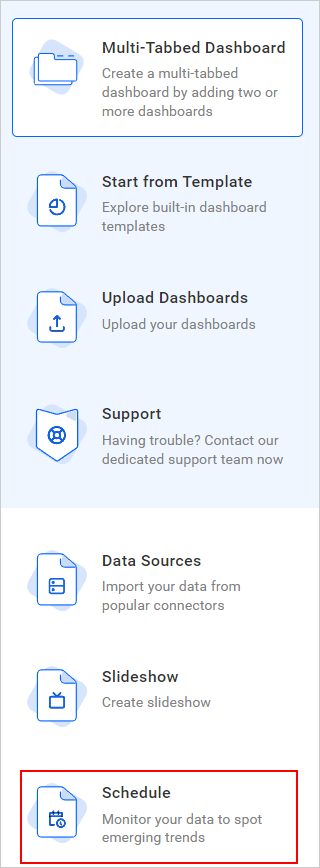 Multi-Tabbed Dashboard
Create a multi-tabbed
dashboard by adding two or
more dashboards
Start from Template
Explore built-in dashboard
templates
Upload Dashboards
Upload your dashboards
Support
Having trouble? Contact our
dedicated support team now
Data Sources
Import your data from
popular connectors
Slideshow
Create slideshow
Schedule
Monitor your data to spot
emerging trends